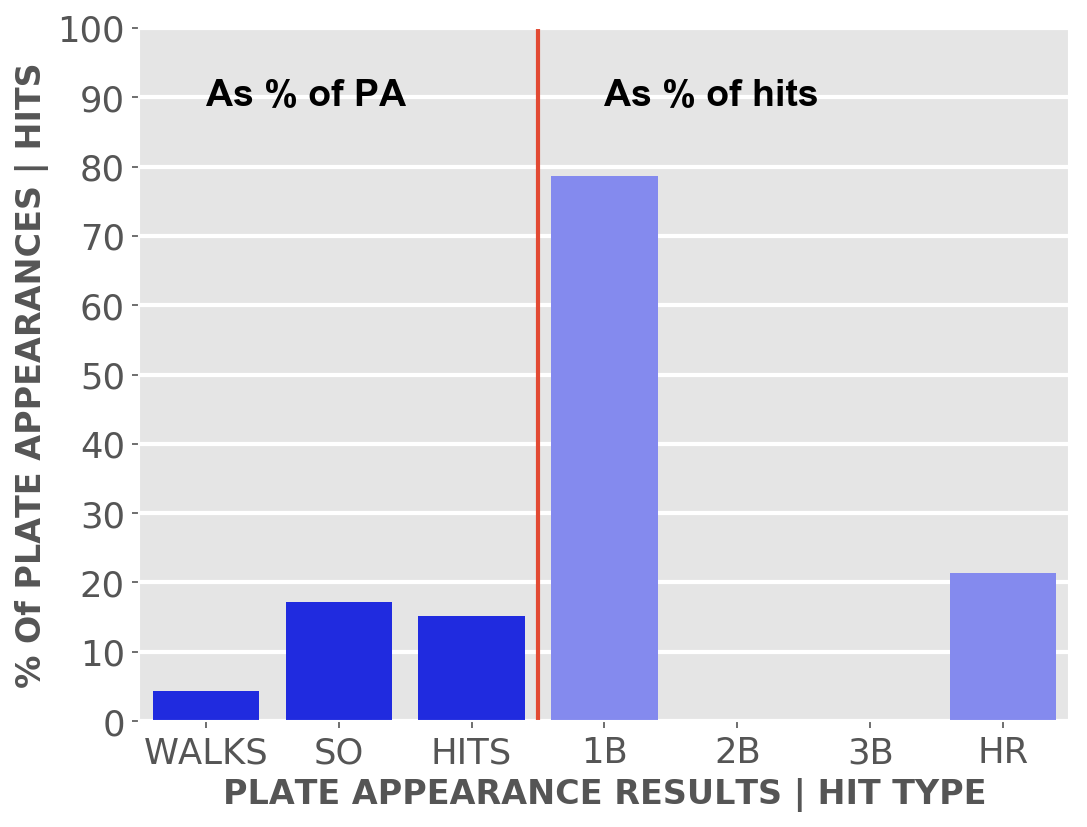 % Of PLATE APPEARANCES | HITS
100
90
80
70
60
50
40
30
20
10
0
As % of PA
As % of hits
WALKS SO HITS 1B 2B 3B HR
PLATE APPEARANCE RESULTS | HIT TYPE